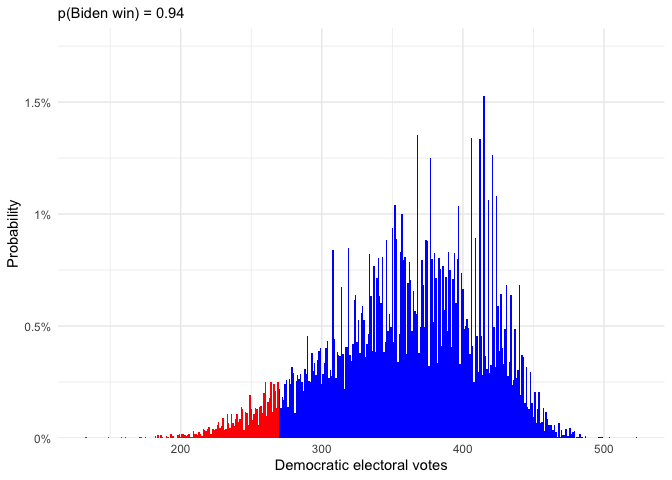 p(Biden win) = 0.94
1.5%
1%
0.5%
0%
Probability
200
300
400
500
Democratic electoral votes